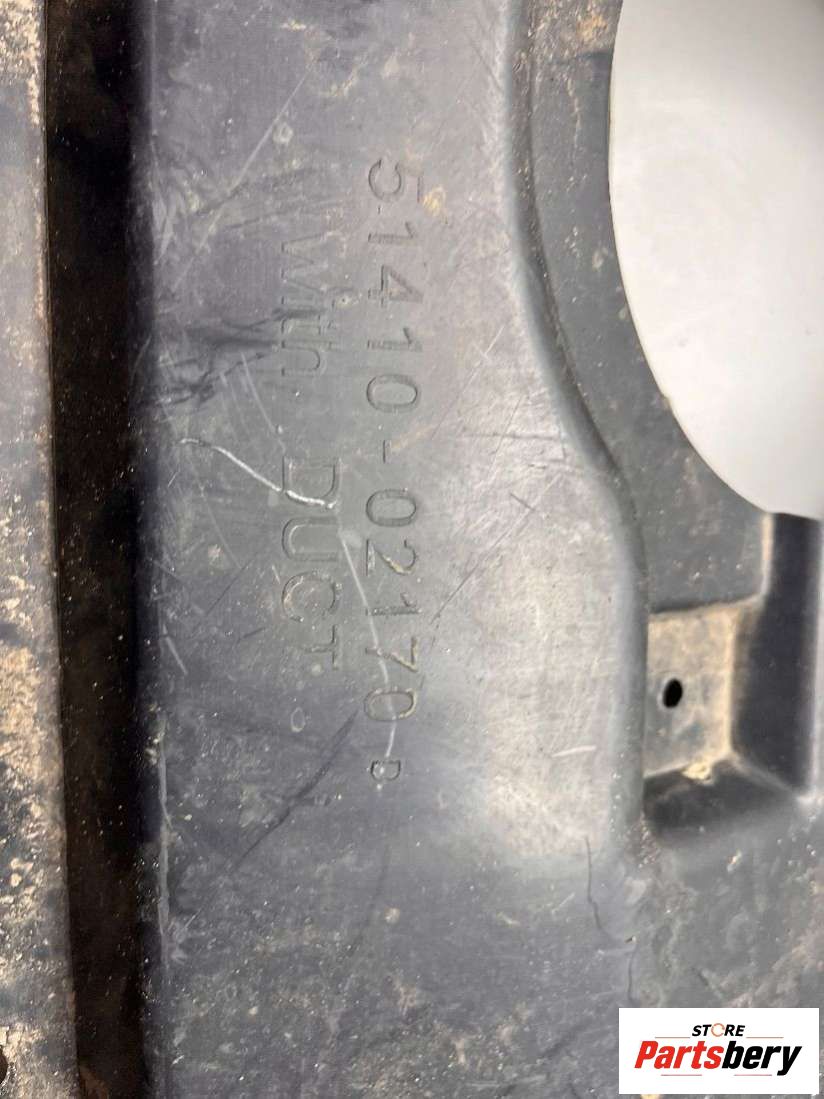 51410-02170 D
With DUCT
STORE
Partsbery